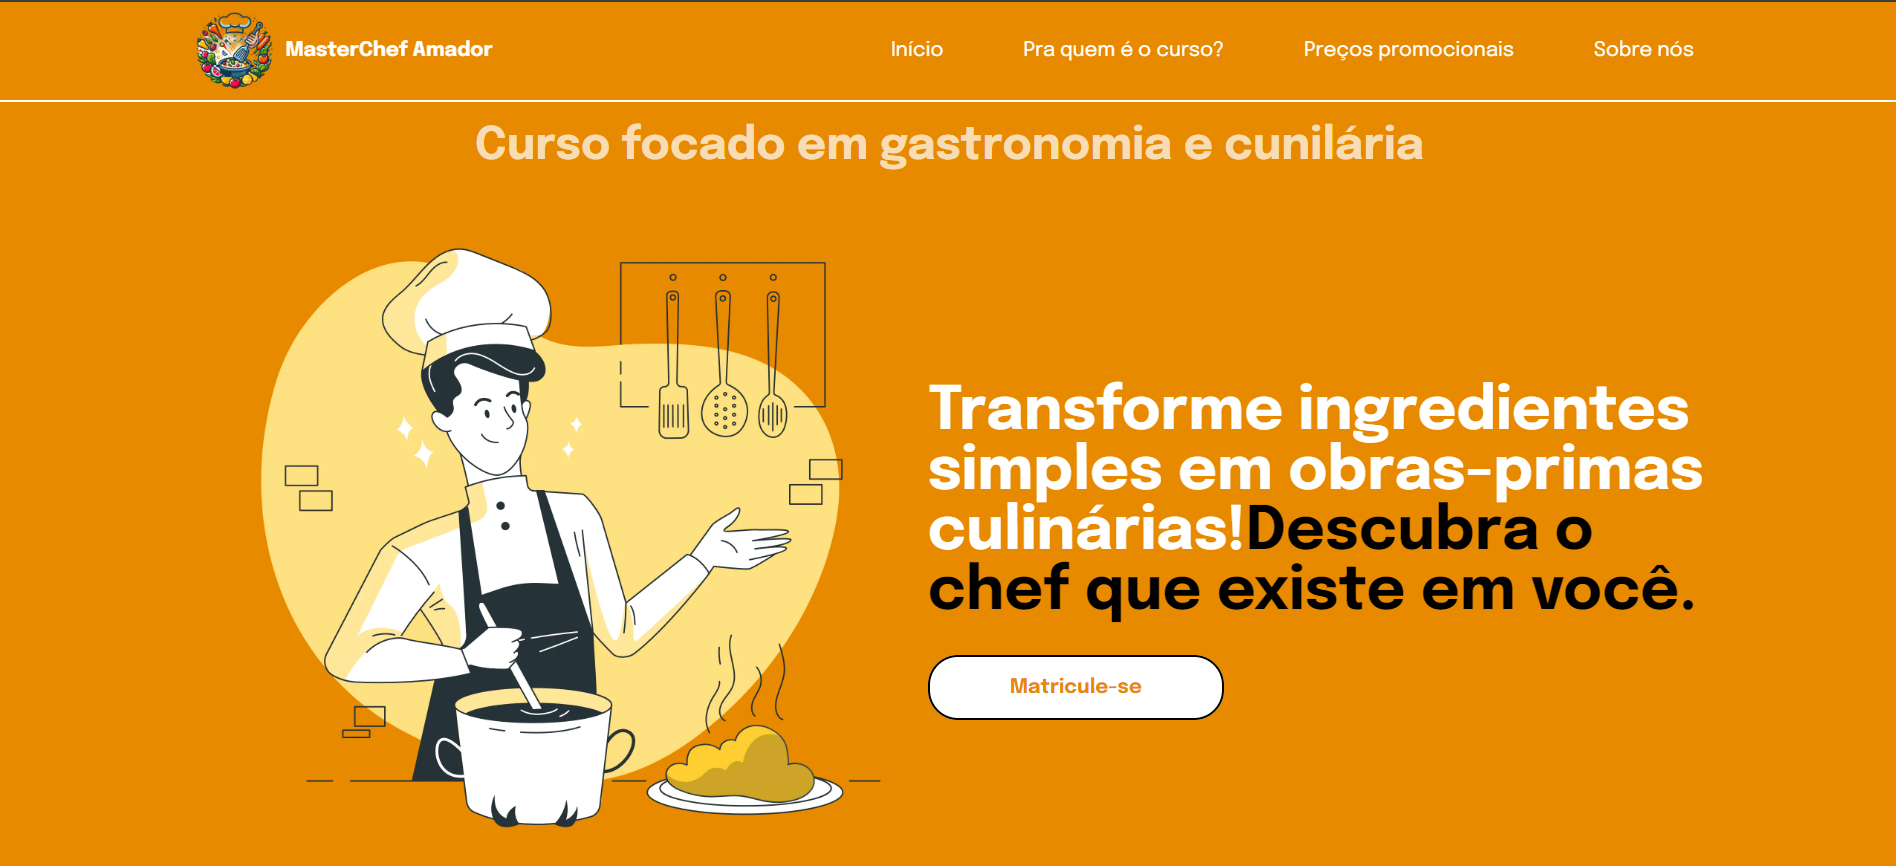 MasterChef Amador
Início
Pra quem é o curso?
Preços promocionais
Sobre nós
Curso focado em gastronomia e cunilária
Transforme ingredientes
simples em obras-primas
culinárias!Descubra o
chef que existe em você.
Matricule-se